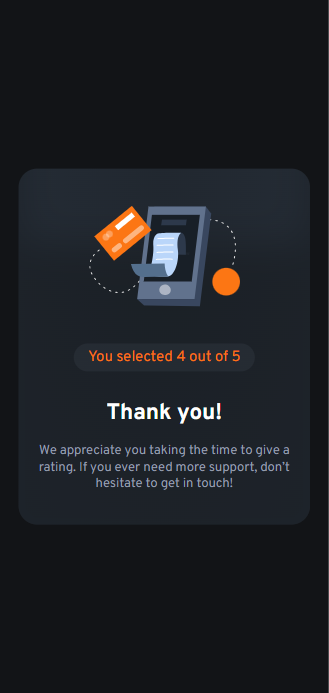 You selected 4 out of 5
Thank you!
We appreciate you taking the time to give a
rating. If you ever need more support, don't
hesitate to get in touch!